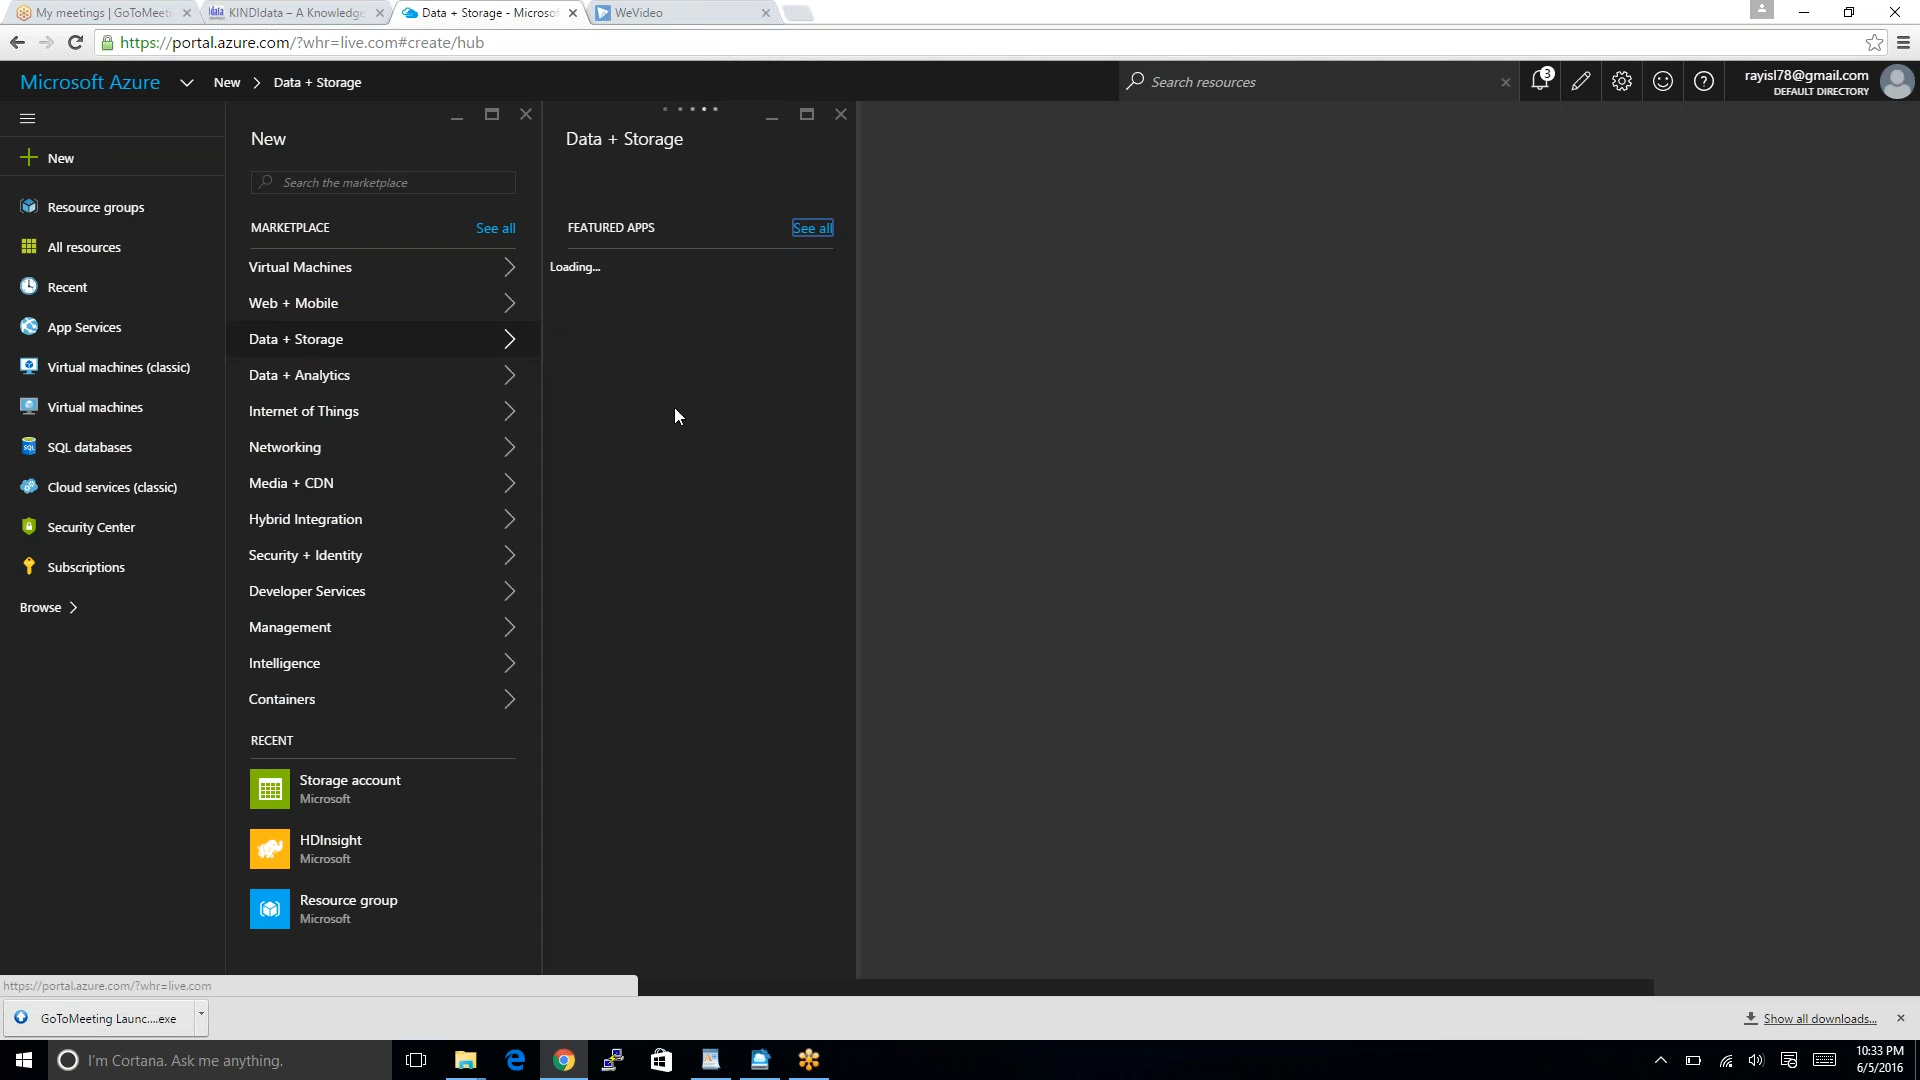 My meetings | GoToMeeti
KINDIdata – A Knowledge
Data + Storage - Microsof
WeVideo
https://portal.azure.com/?whr=live.com#create/hub
Microsoft Azure
New
Data + Storage
Search resources
3
rayisl78@gmail.com
DEFAULT DIRECTORY
New
Resource groups
All resources
Recent
App Services
Virtual machines (classic)
Virtual machines
SQL databases
Cloud services (classic)
Security Center
Subscriptions
Browse
New
Search the marketplace
MARKETPLACE
See all
Virtual Machines
Web + Mobile
Data + Storage
Data + Analytics
Internet of Things
Networking
Media + CDN
Hybrid Integration
Security + Identity
Developer Services
Management
Intelligence
Containers
RECENT
Storage account
Microsoft
HDInsight
Microsoft
Resource group
Microsoft
Data + Storage
FEATURED APPS
See all
Loading...
https://portal.azure.com/?whr=live.com
GoToMeeting Launc....exe
Show all downloads...
I'm Cortana. Ask me anything.
10:33 PM
6/5/2016